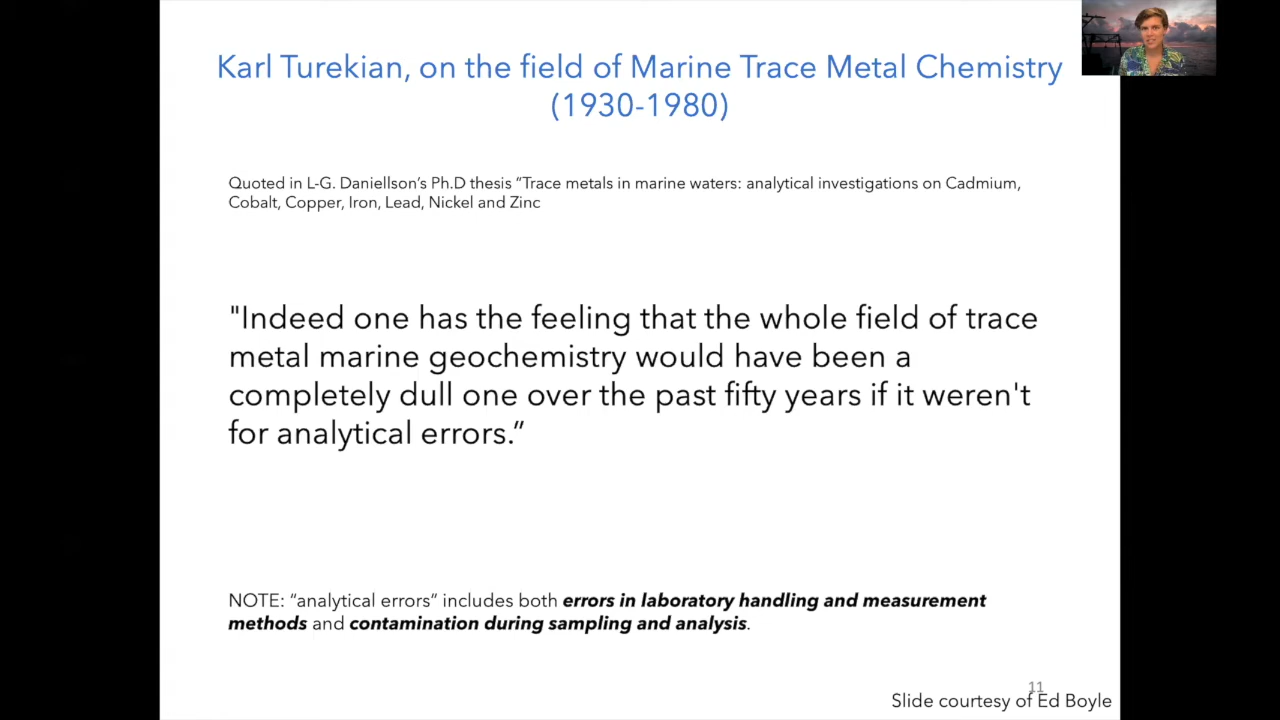 Karl Turekian, on the field of Marine Trace Metal Chemistry
(1930-1980)
Quoted in L-G. Daniellson’s Ph.D thesis “Trace metals in marine waters: analytical investigations on Cadmium,
Cobalt, Copper, Iron, Lead, Nickel and Zinc
"Indeed one has the feeling that the whole field of trace
metal marine geochemistry would have been a
completely dull one over the past fifty years if it weren't
for analytical errors.”
NOTE: “analytical errors” includes both errors in laboratory handling and measurement
methods and contamination during sampling and analysis.
11
Slide courtesy of Ed Boyle